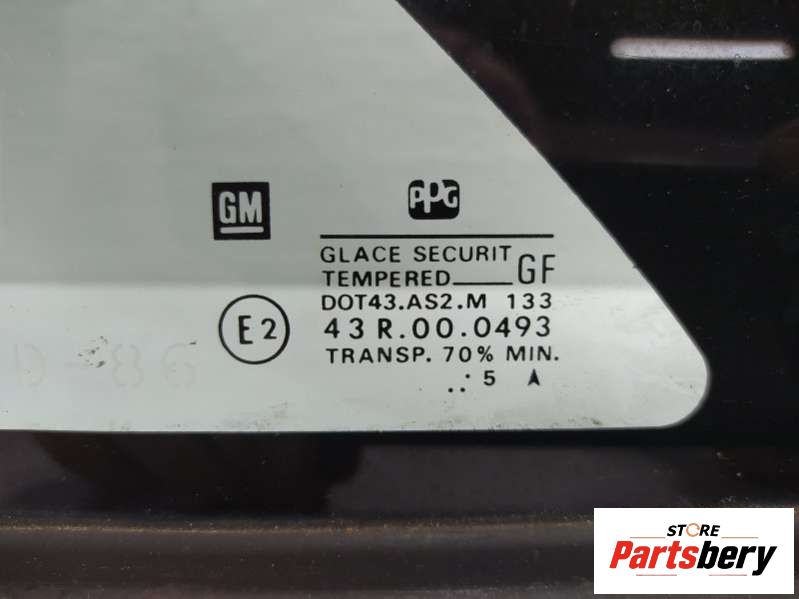 GM
PPG
GLACE SECURIT
TEMPERED GF
DOT43.AS2.M 133
E2
43 R.00.0493
TRANSP. 70% MIN.
..: 5
STORE
Partsbery